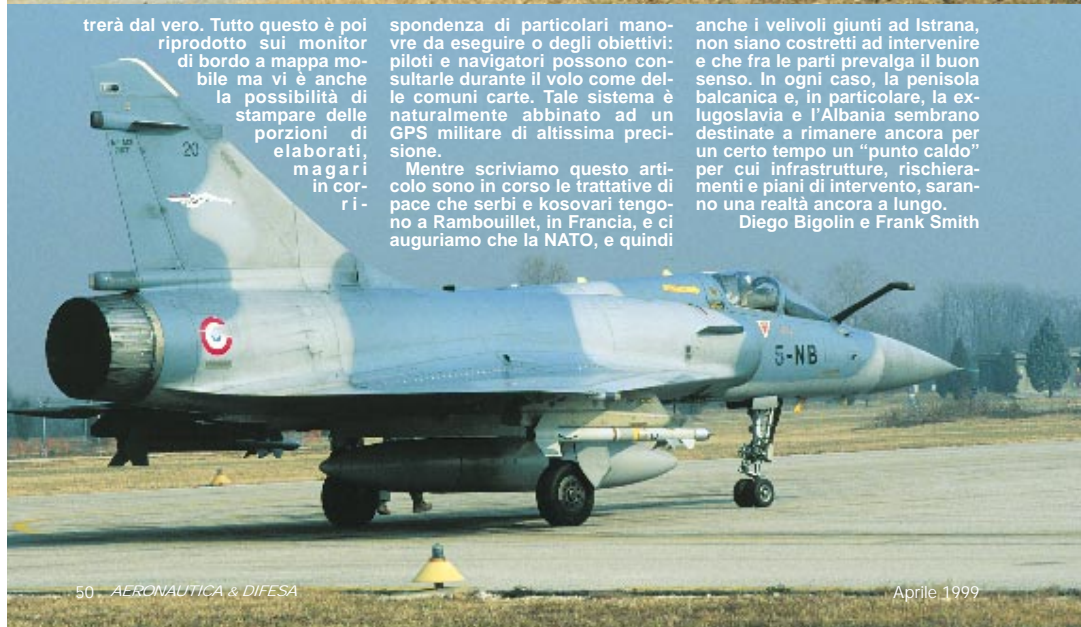 trerà dal vero. Tutto questo è poi
riprodotto sui monitor
di bordo a mappa mo-
bile ma vi è anche
la possibilità di
stampare delle
porzioni di
elaborati,
magari
in cor-
ri-
spondenza di particolari mano-
vre da eseguire o degli obiettivi:
piloti e navigatori possono con-
sultarle durante il volo come del-
le comuni carte. Tale sistema è
naturalmente abbinato ad un
GPS militare di altissima preci-
sione.
Mentre scriviamo questo arti-
colo sono in corso le trattative di
pace che serbi e kosovari tengo-
no a Rambouillet, in Francia, e ci
auguriamo che la NATO, e quindi
anche i velivoli giunti ad Istrana,
non siano costretti ad intervenire
e che fra le parti prevalga il buon
senso. In ogni caso, la penisola
balcanica e, in particolare, la ex-
Iugoslavia e l'Albania sembrano
destinate a rimanere ancora per
un certo tempo un “punto caldo”
per cui infrastrutture, rischiera-
menti e piani di intervento, saran-
no una realtà ancora a lungo.
Diego Bigolin e Frank Smith
20
5-NB
50 AERONAUTICA & DIFESA
Aprile 1999